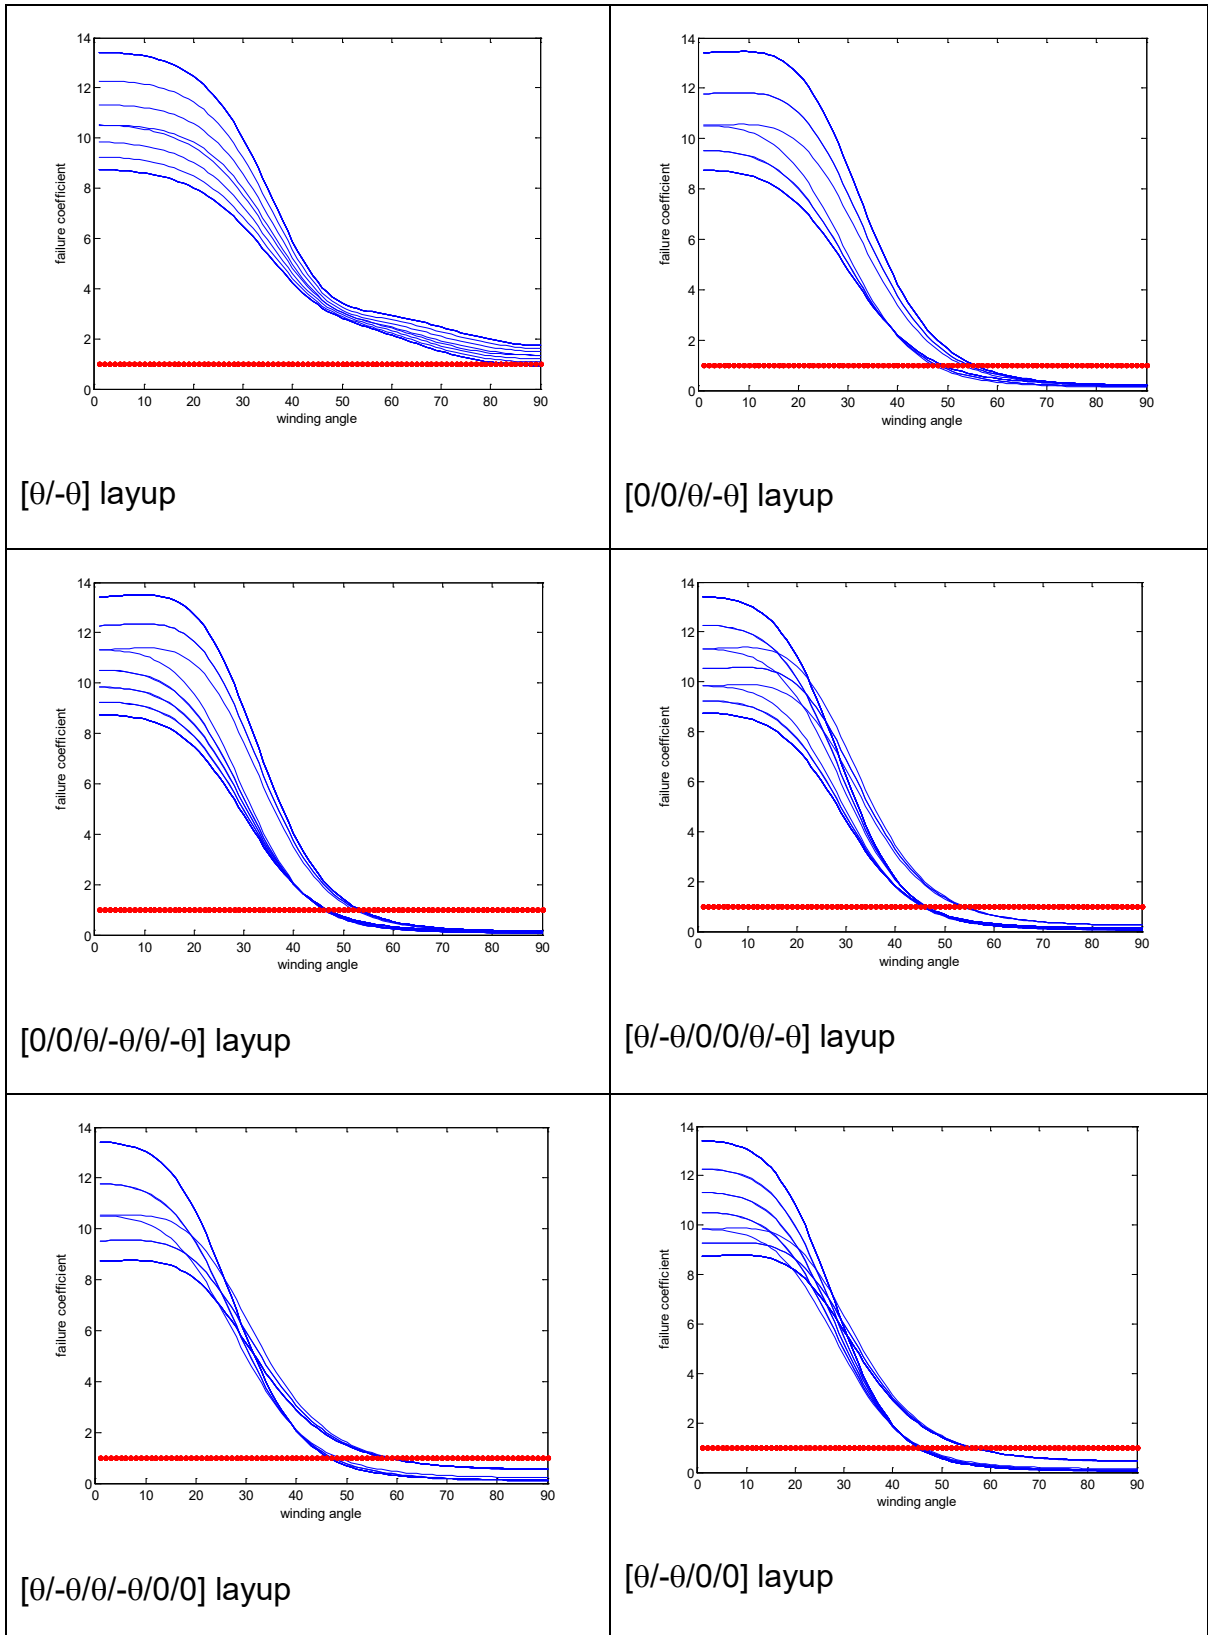 14
12
10
8
6
4
2
0
failure coefficient
0 10 20 30 40 50 60 70 80 90
winding angle
[θ/-θ] layup
14
12
10
8
6
4
2
0
failure coefficient
0 10 20 30 40 50 60 70 80 90
winding angle
[0/0/θ/-θ] layup
14
12
10
8
6
4
2
0
failure coefficient
0 10 20 30 40 50 60 70 80 90
winding angle
[0/0/θ/-θ/θ/-θ] layup
14
12
10
8
6
4
2
0
failure coefficient
0 10 20 30 40 50 60 70 80 90
winding angle
[θ/-θ/0/0/θ/-θ] layup
14
12
10
8
6
4
2
0
failure coefficient
0 10 20 30 40 50 60 70 80 90
winding angle
[θ/-θ/θ/-θ/0/0] layup
14
12
10
8
6
4
2
0
failure coefficient
0 10 20 30 40 50 60 70 80 90
winding angle
[θ/-θ/0/0] layup